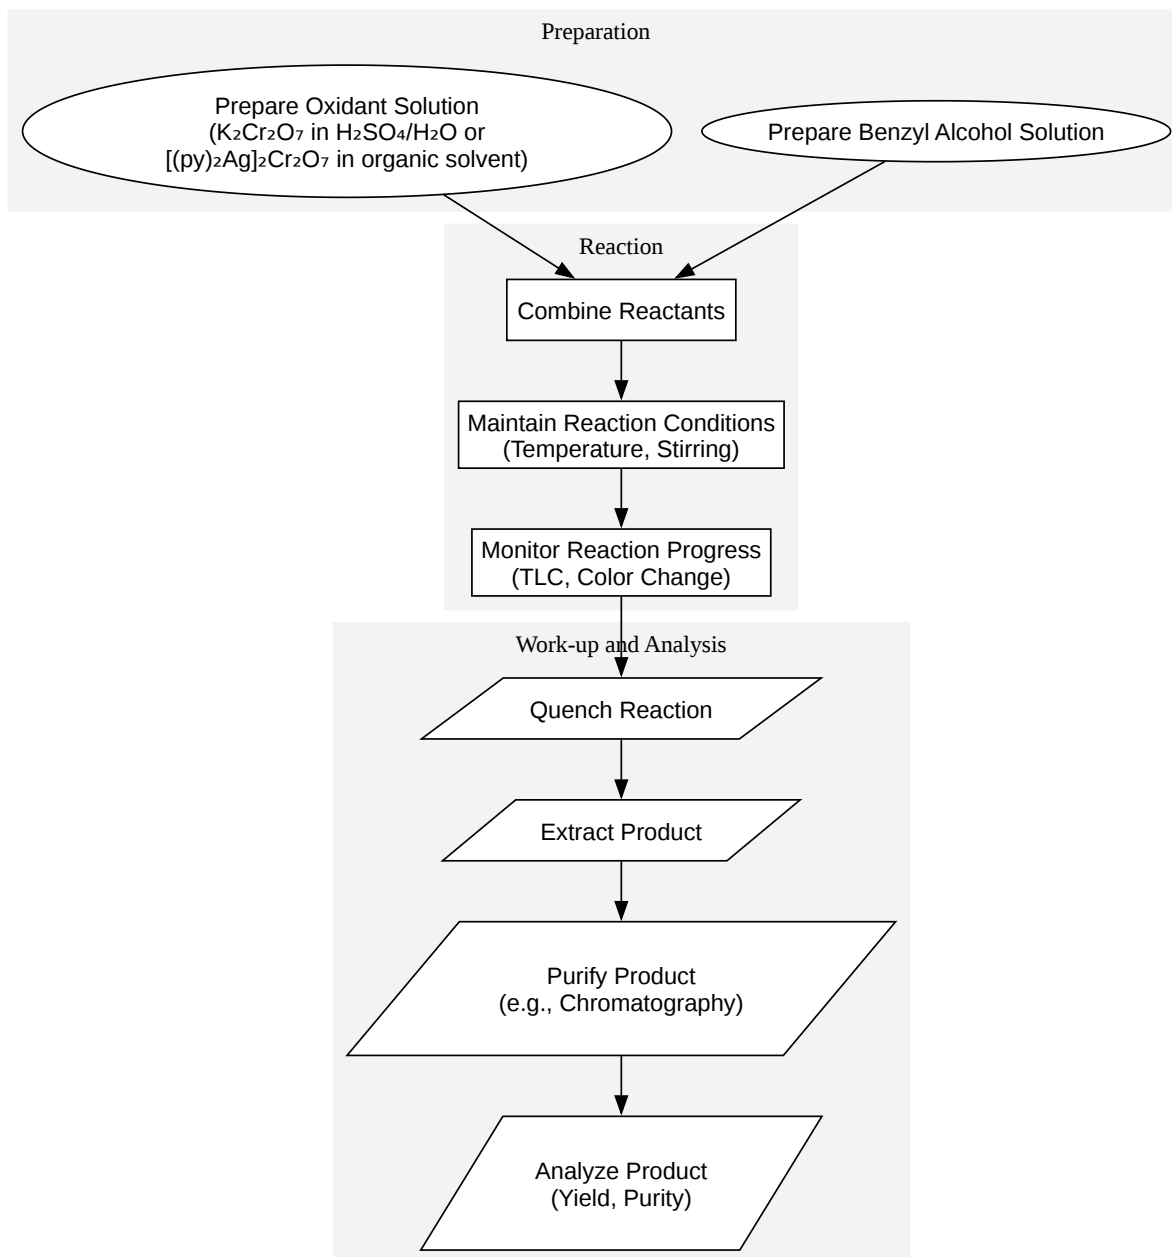 Preparation
Prepare Oxidant Solution
(K₂Cr₂O₇ in H₂SO₄/H₂O or
[(py)₂Ag]₂Cr₂O₇ in organic solvent)
Prepare Benzyl Alcohol Solution
Reaction
Combine Reactants
Maintain Reaction Conditions
(Temperature, Stirring)
Monitor Reaction Progress
(TLC, Color Change)
Work-up and Analysis
Quench Reaction
Extract Product
Purify Product
(e.g., Chromatography)
Analyze Product
(Yield, Purity)